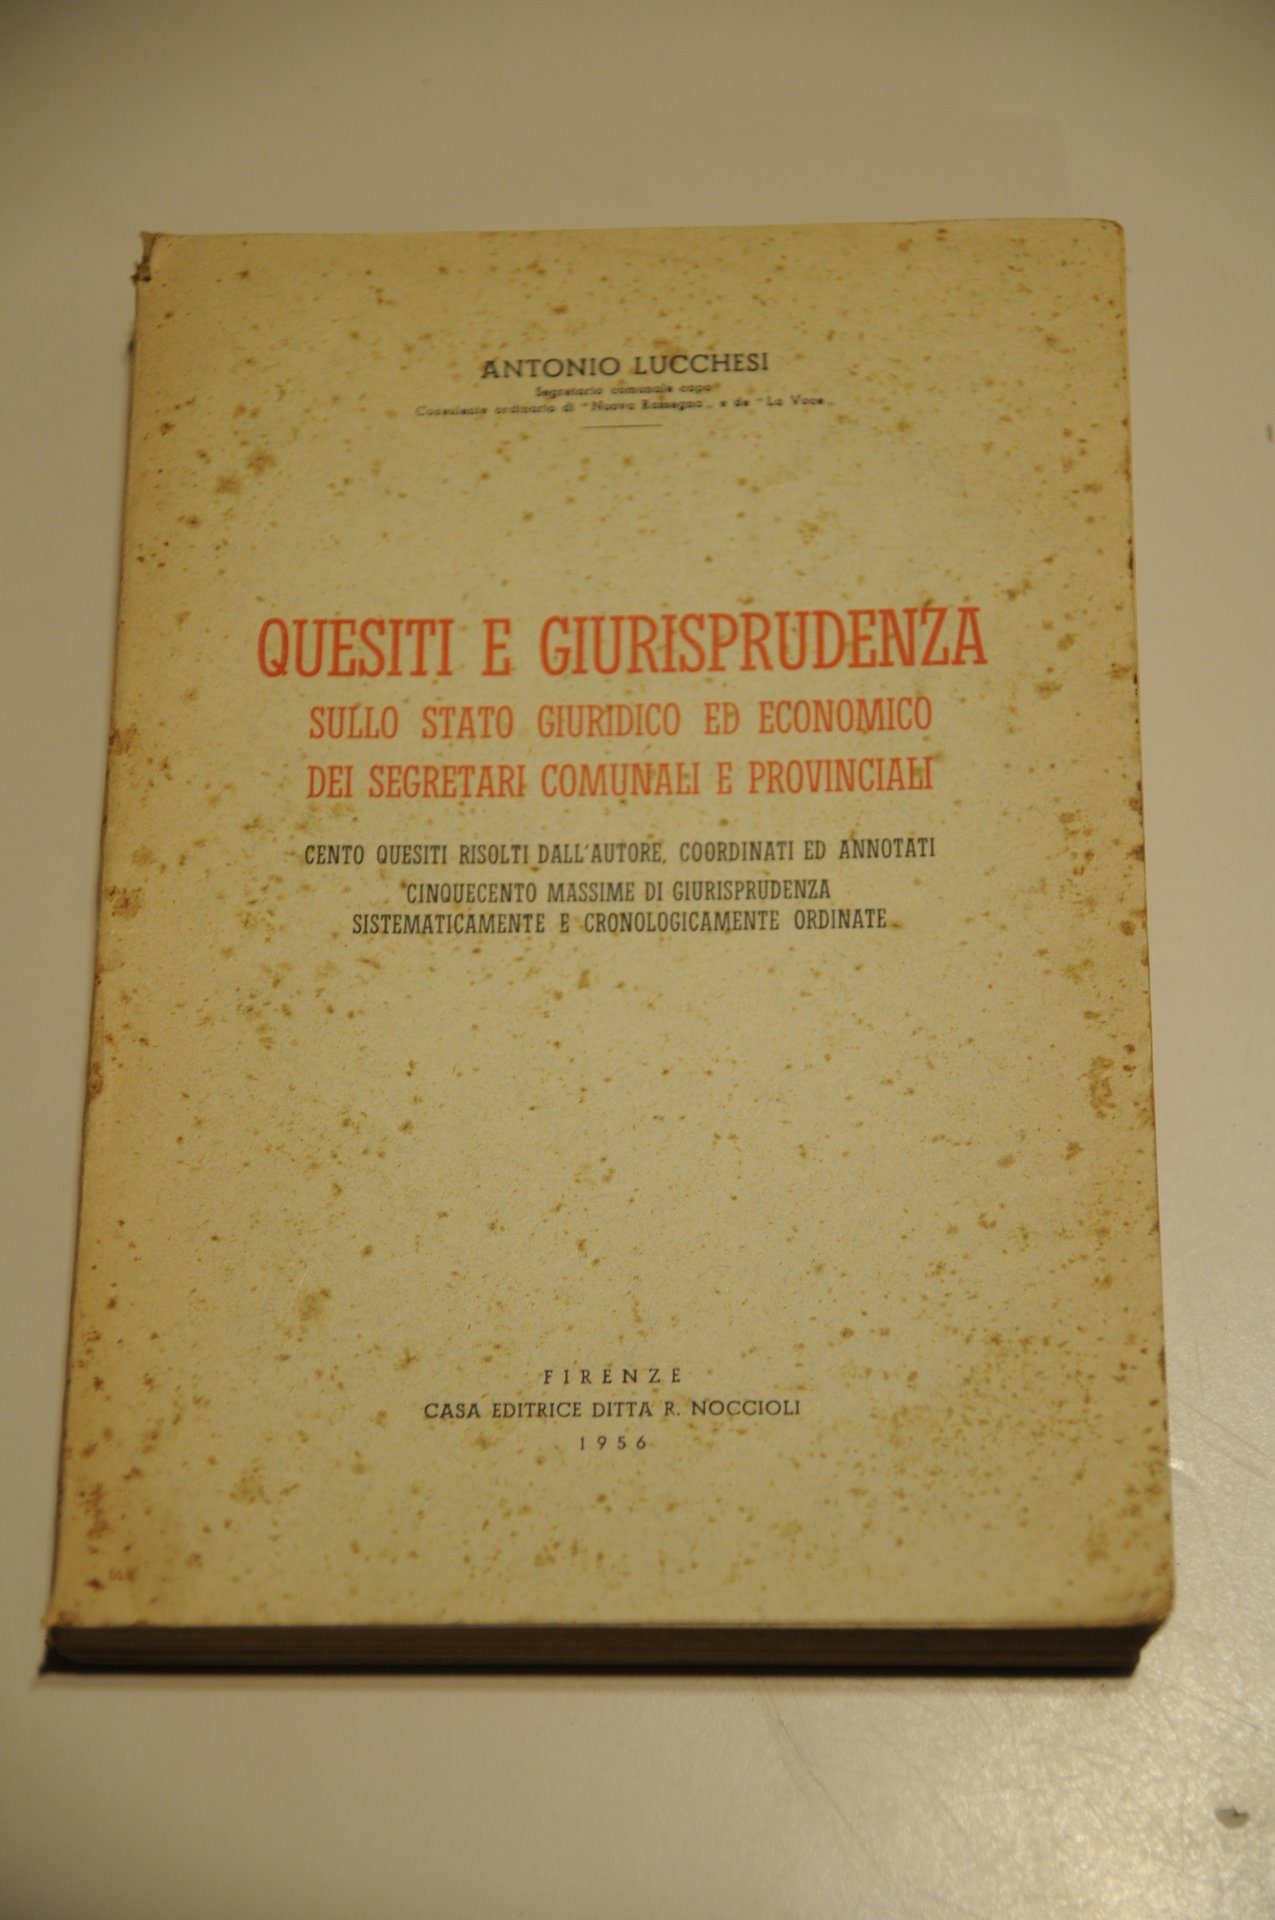 ANTONIO LUCCHESI
Segretario comunale capo
Consulente ordinario di "Nuova Rassegna„ e de "La Voce„
QUESITI E GIURISPRUDENZA
SULLO STATO GIURIDICO ED ECONOMICO
DEI SEGRETARI COMUNALI E PROVINCIALI
CENTO QUESITI RISOLTI DALL'AUTORE, COORDINATI ED ANNOTATI
CINQUECENTO MASSIME DI GIURISPRUDENZA
SISTEMATICAMENTE E CRONOLOGICAMENTE ORDINATE
FIRENZE
CASA EDITRICE DITTA R. NOCCIOLI
1956